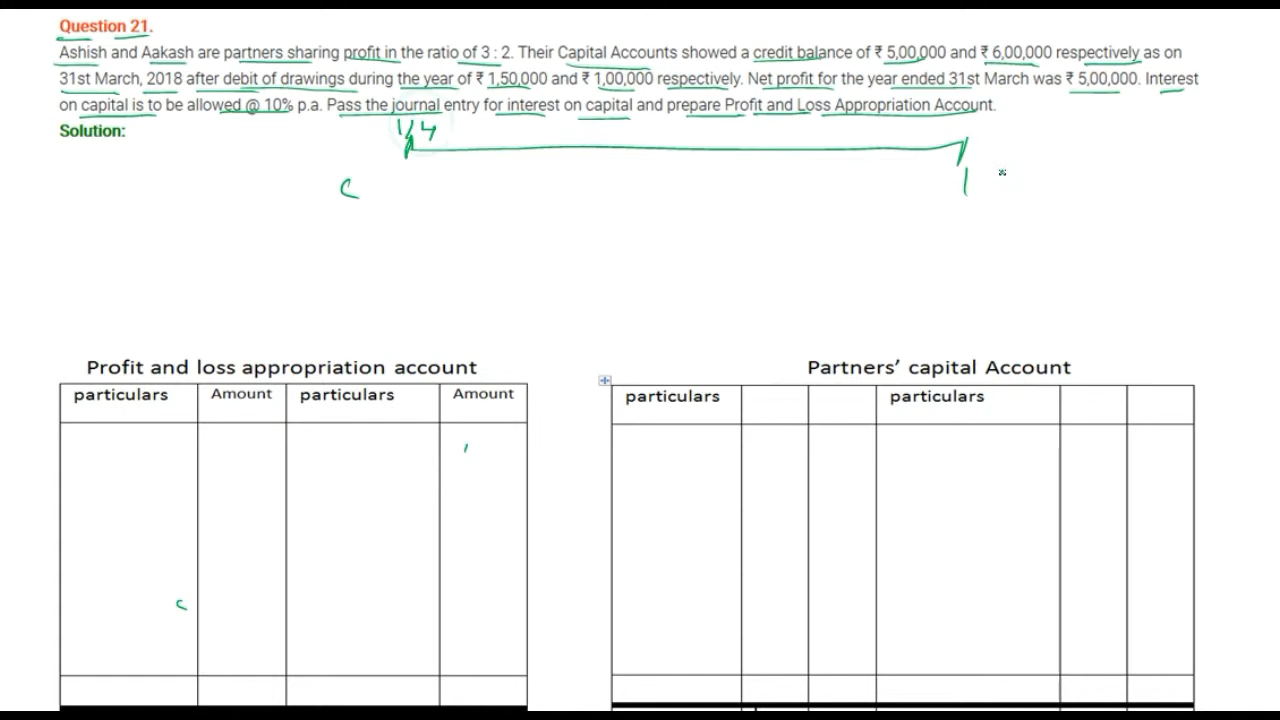 Question 21.
Ashish and Aakash are partners sharing profit in the ratio of 3 : 2. Their Capital Accounts showed a credit balance of ₹ 5,00,000 and ₹ 6,00,000 respectively as on
31st March, 2018 after debit of drawings during the year of ₹ 1,50,000 and ₹ 1,00,000 respectively. Net profit for the year ended 31st March was ₹ 5,00,000. Interest
on capital is to be allowed @ 10% p.a. Pass the journal entry for interest on capital and prepare Profit and Loss Appropriation Account.
Solution:
1/4
Profit and loss appropriation account
particulars Amount particulars Amount
Partners’ capital Account
particulars particulars